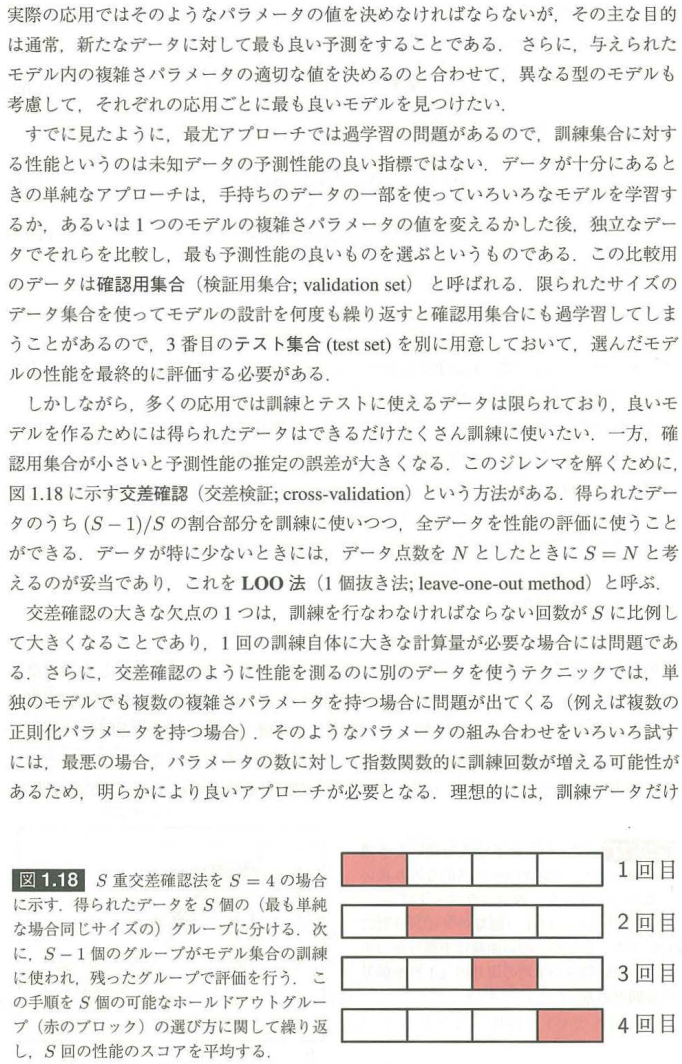 実際の応用ではそのようなパラメータの値を決めなければならないが，その主な目的
は通常，新たなデータに対して最も良い予測をすることである． さらに，与えられた
モデル内の複雑さパラメータの適切な値を決めるのと合わせて，異なる型のモデルも
考慮して，それぞれの応用ごとに最も良いモデルを見つけたい．
すでに見たように，最尤アプローチでは過学習の問題があるので，訓練集合に対す
る性能というのは未知データの予測性能の良い指標ではない．データが十分にあると
きの単純なアプローチは，手持ちのデータの一部を使っていろいろなモデルを学習す
るか，あるいは 1 つのモデルの複雑さパラメータの値を変えるかした後，独立なデー
タでそれらを比較し，最も予測性能の良いものを選ぶというものである．この比較用
のデータは確認用集合（検証用集合; validation set） と呼ばれる．限られたサイズの
データ集合を使ってモデルの設計を何度も繰り返すと確認用集合にも過学習してしま
うことがあるので，3 番目のテスト集合 (test set) を別に用意しておいて，選んだモデ
ルの性能を最終的に評価する必要がある．
しかしながら，多くの応用では訓練とテストに使えるデータは限られており，良いモ
デルを作るためには得られたデータはできるだけたくさん訓練に使いたい．一方，確
認用集合が小さいと予測性能の推定の誤差が大きくなる．このジレンマを解くために，
図 1.18 に示す交差確認（交差検証; cross-validation）という方法がある．得られたデー
タのうち (S − 1)/S の割合部分を訓練に使いつつ，全データを性能の評価に使うこと
ができる．データが特に少ないときには，データ点数を N としたときに S = N と考
えるのが妥当であり，これを LOO 法（1 個抜き法; leave-one-out method）と呼ぶ．
交差確認の大きな欠点の 1 つは，訓練を行なわなければならない回数が S に比例し
て大きくなることであり，1 回の訓練自体に大きな計算量が必要な場合には問題であ
る．さらに，交差確認のように性能を測るのに別のデータを使うテクニックでは，単
独のモデルでも複数の複雑さパラメータを持つ場合に問題が出てくる（例えば複数の
正則化パラメータを持つ場合）．そのようなパラメータの組み合わせをいろいろ試す
には，最悪の場合，パラメータの数に対して指数関数的に訓練回数が増える可能性が
あるため，明らかにより良いアプローチが必要となる．理想的には，訓練データだけ
図 1.18 S 重交差確認法を S = 4 の場合
に示す．得られたデータを S 個の（最も単純
な場合同じサイズの）グループに分ける．次
に，S − 1 個のグループがモデル集合の訓練
に使われ，残ったグループで評価を行う．こ
の手順を S 個の可能なホールドアウトグルー
プ（赤のブロック）の選び方に関して繰り返
し，S 回の性能のスコアを平均する．
1 回目
2 回目
3 回目
4 回目